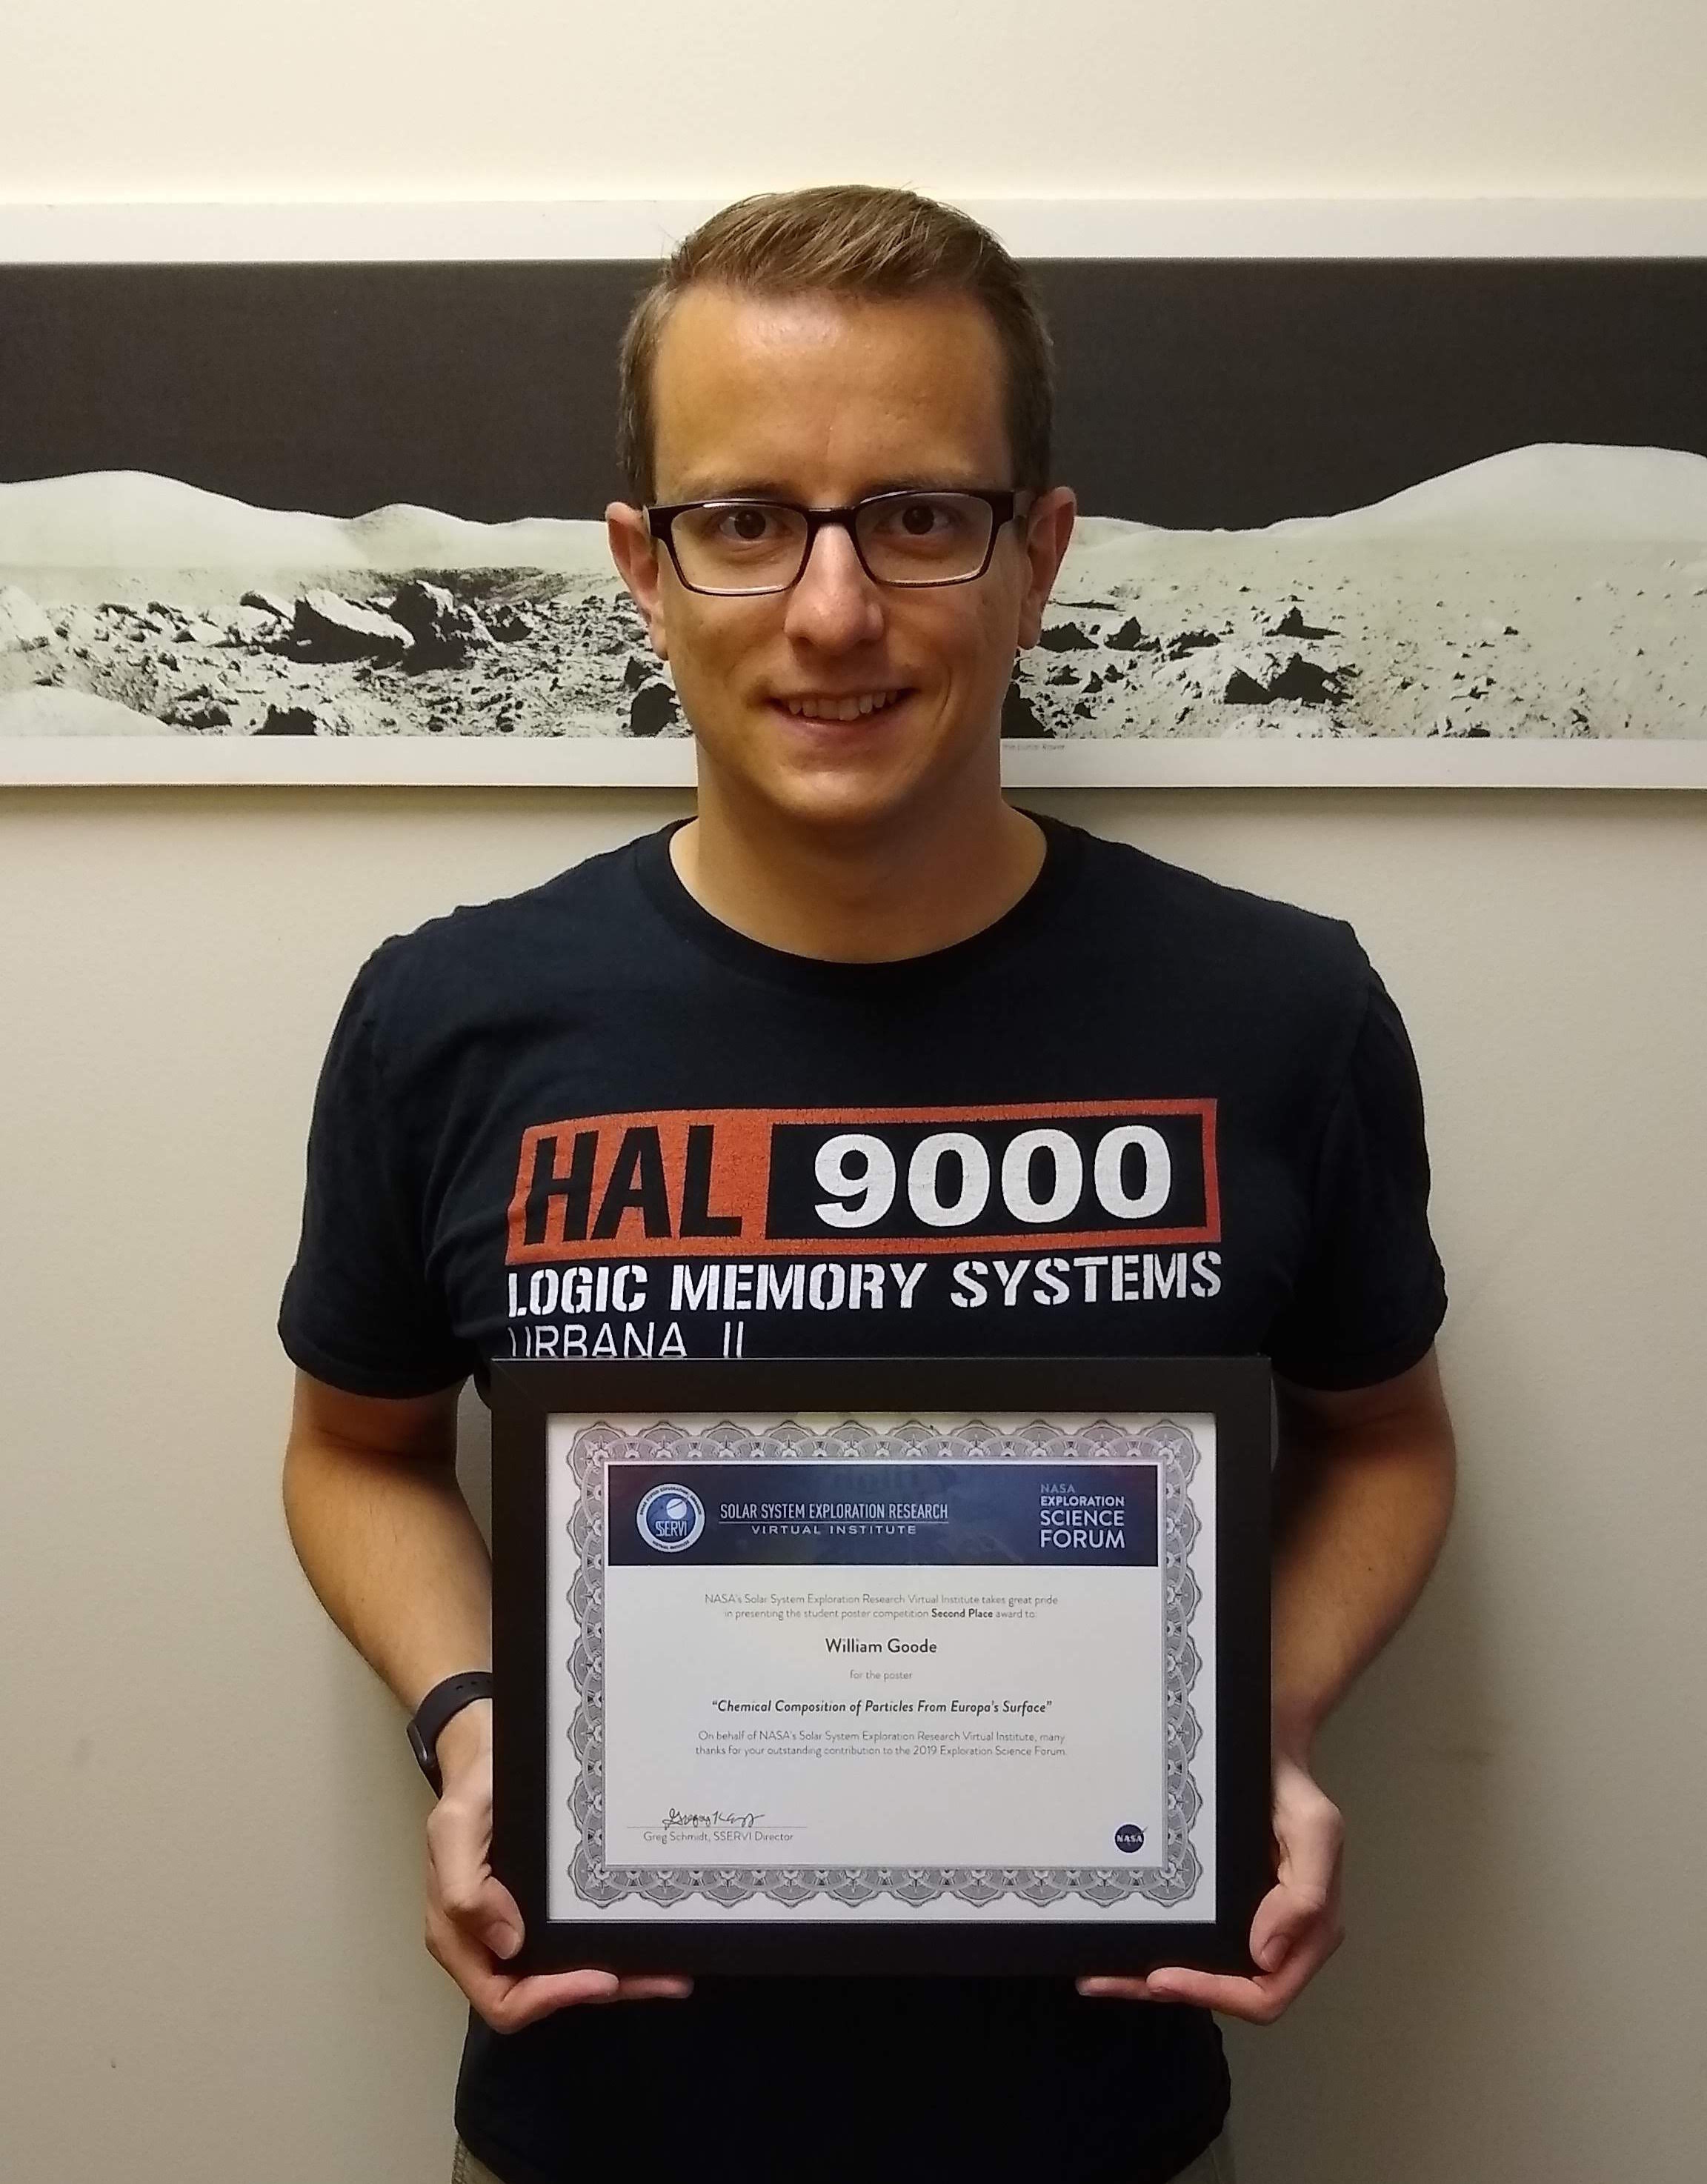 the Lunar Rover
HAL 9000
LOGIC MEMORY SYSTEMS
URBANA IL
SSERVI
SOLAR SYSTEM EXPLORATION RESEARCH
VIRTUAL INSTITUTE
NASA
EXPLORATION
SCIENCE
FORUM
NASA's Solar System Exploration Research Virtual Institute takes great pride
in presenting the student poster competition Second Place award to:
William Goode
for the poster
"Chemical Composition of Particles From Europa's Surface"
On behalf of NASA's Solar System Exploration Research Virtual Institute, many
thanks for your outstanding contribution to the 2019 Exploration Science Forum.
Greg Schmidt, SSERVI Director
NASA